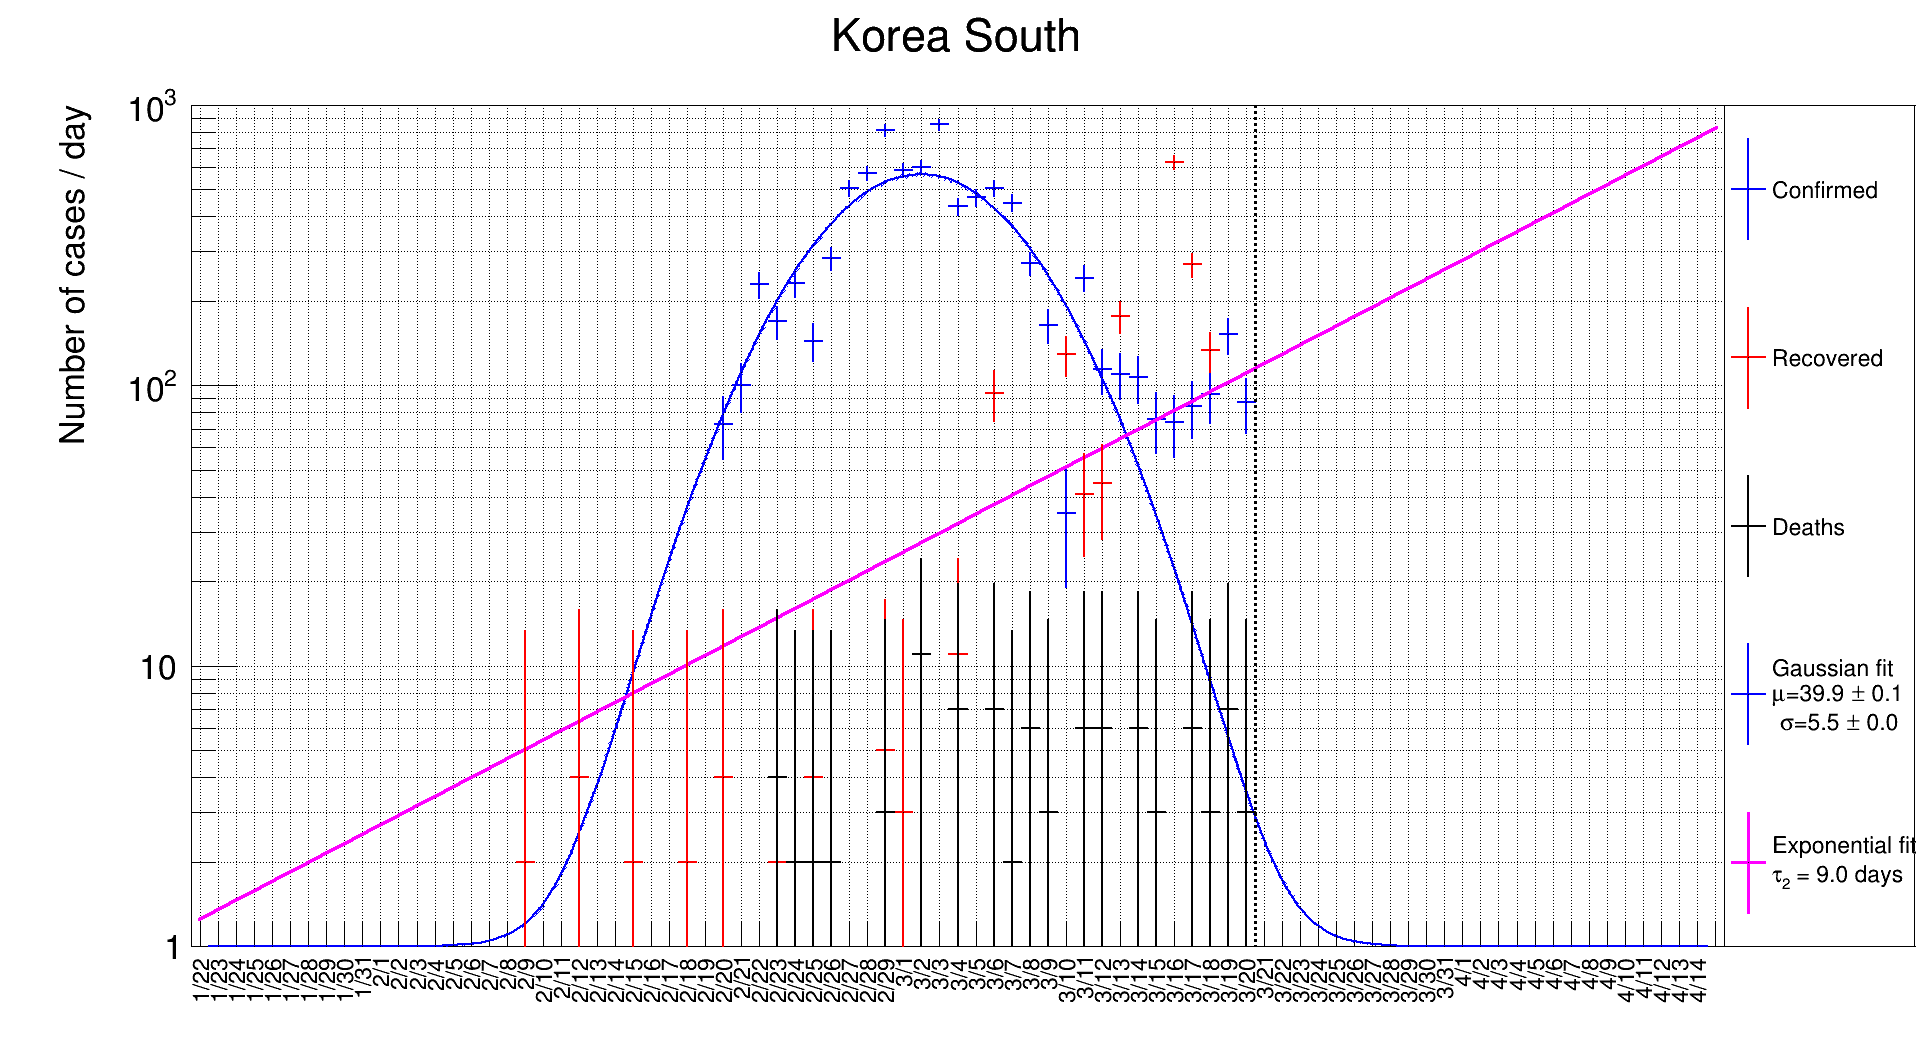 Korea South
Number of cases / day
10³
10²
10
1
1/22 1/23 1/24 1/25 1/26 1/27 1/28 1/29 1/30 1/31 2/1 2/2 2/3 2/4 2/5 2/6 2/7 2/8 2/9 2/10 2/11 2/12 2/13 2/14 2/15 2/16 2/17 2/18 2/19 2/20 2/21 2/22 2/23 2/24 2/25 2/26 2/27 2/28 2/29 3/1 3/2 3/3 3/4 3/5 3/6 3/7 3/8 3/9 3/10 3/11 3/12 3/13 3/14 3/15 3/16 3/17 3/18 3/19 3/20 3/21 3/22 3/23 3/24 3/25 3/26 3/27 3/28 3/29 3/30 3/31 4/1 4/2 4/3 4/4 4/5 4/6 4/7 4/8 4/9 4/10 4/11 4/12 4/13 4/14
Confirmed
Recovered
Deaths
Gaussian fit
μ=39.9 ± 0.1
σ=5.5 ± 0.0
Exponential fit
τ₂ = 9.0 days